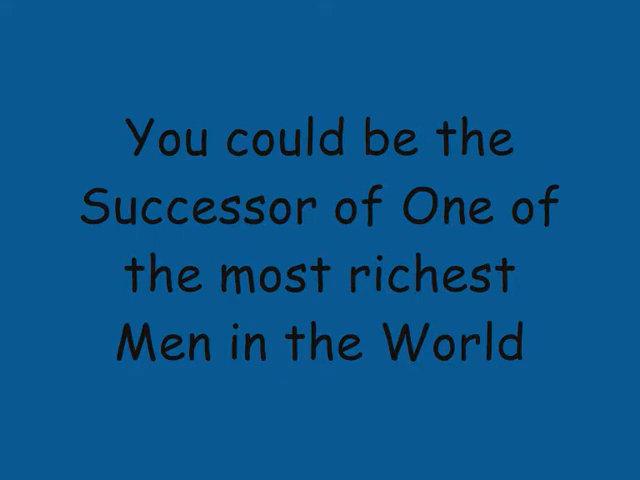 You could be the
Successor of One of
the most richest
Men in the World